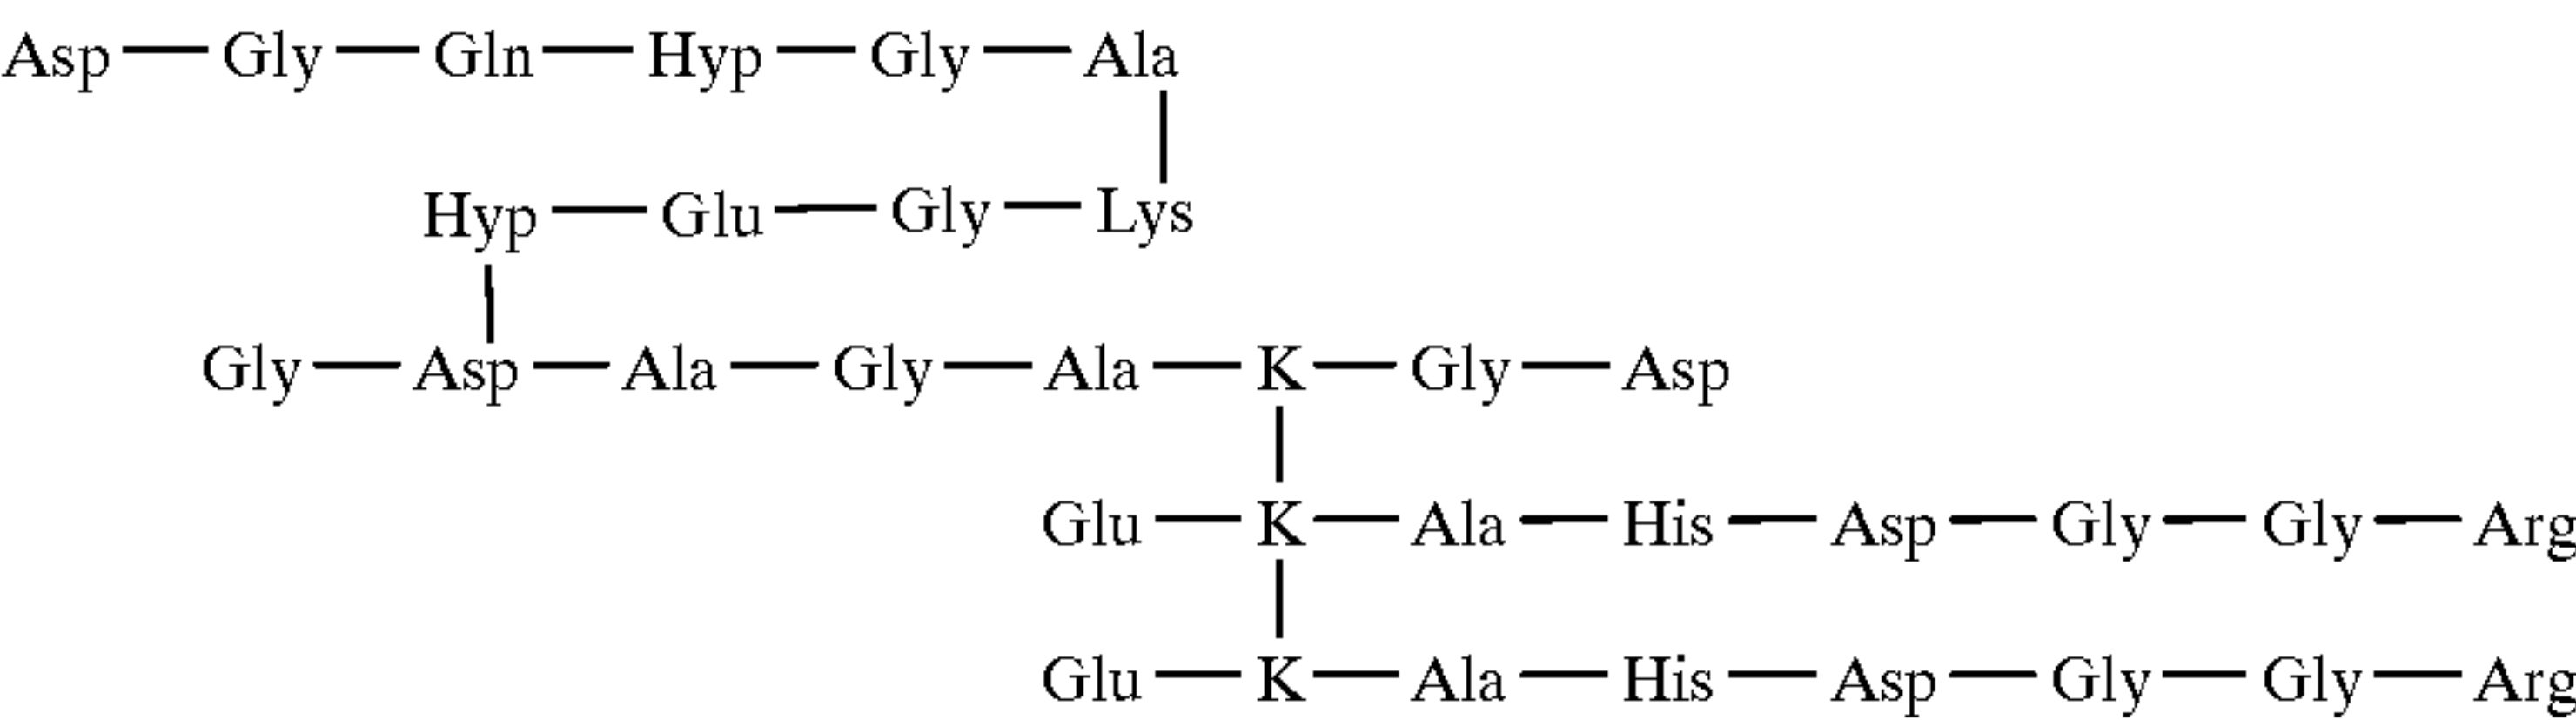 Asp Gly Gln Hyp Gly Ala
Hyp Glu Gly Lys
Gly Asp Ala Gly Ala K Gly Asp
Glu K Ala His Asp Gly Gly Arg
Glu K Ala His Asp Gly Gly Arg